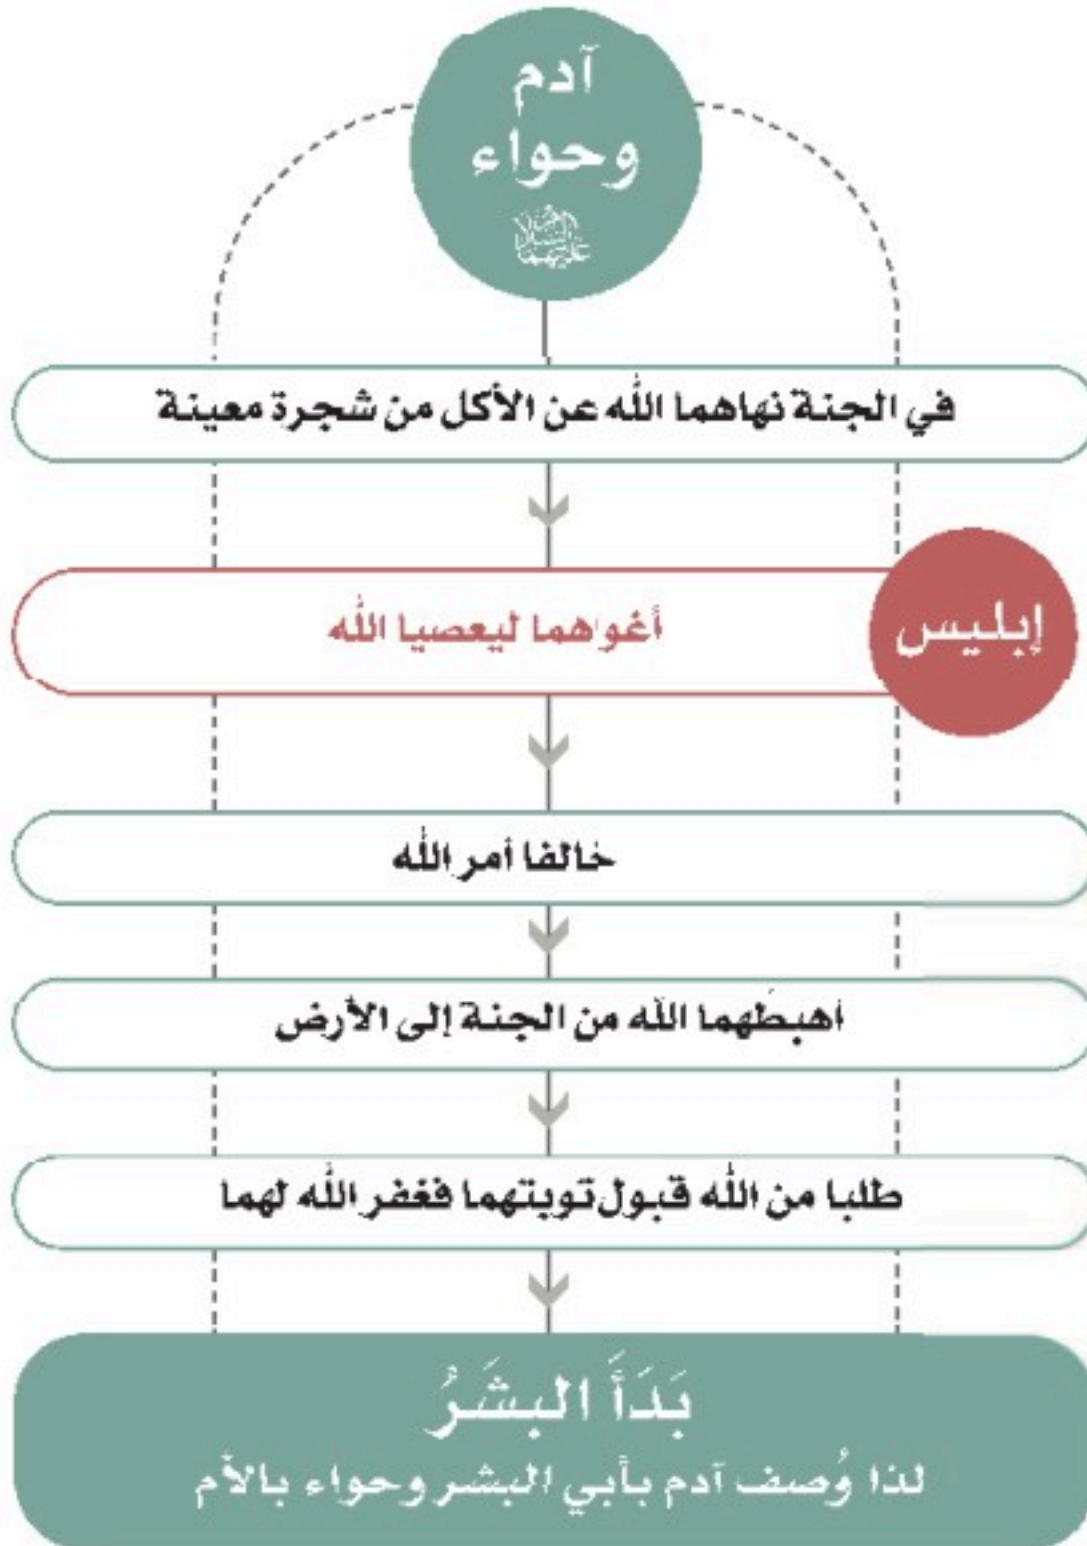 آدم
وحواء
عليهما السلام
في الجنة نهاهما الله عن الأكل من شجرة معينة
إبليس
أغواهما ليعصيا الله
خالفا أمر الله
أهبطهما الله من الجنة إلى الأرض
طلبا من الله قبول توبتهما فغفر الله لهما
بَدَأَ البشَرُ
لذا وُصف آدم بأبي البشر وحواء بالأم